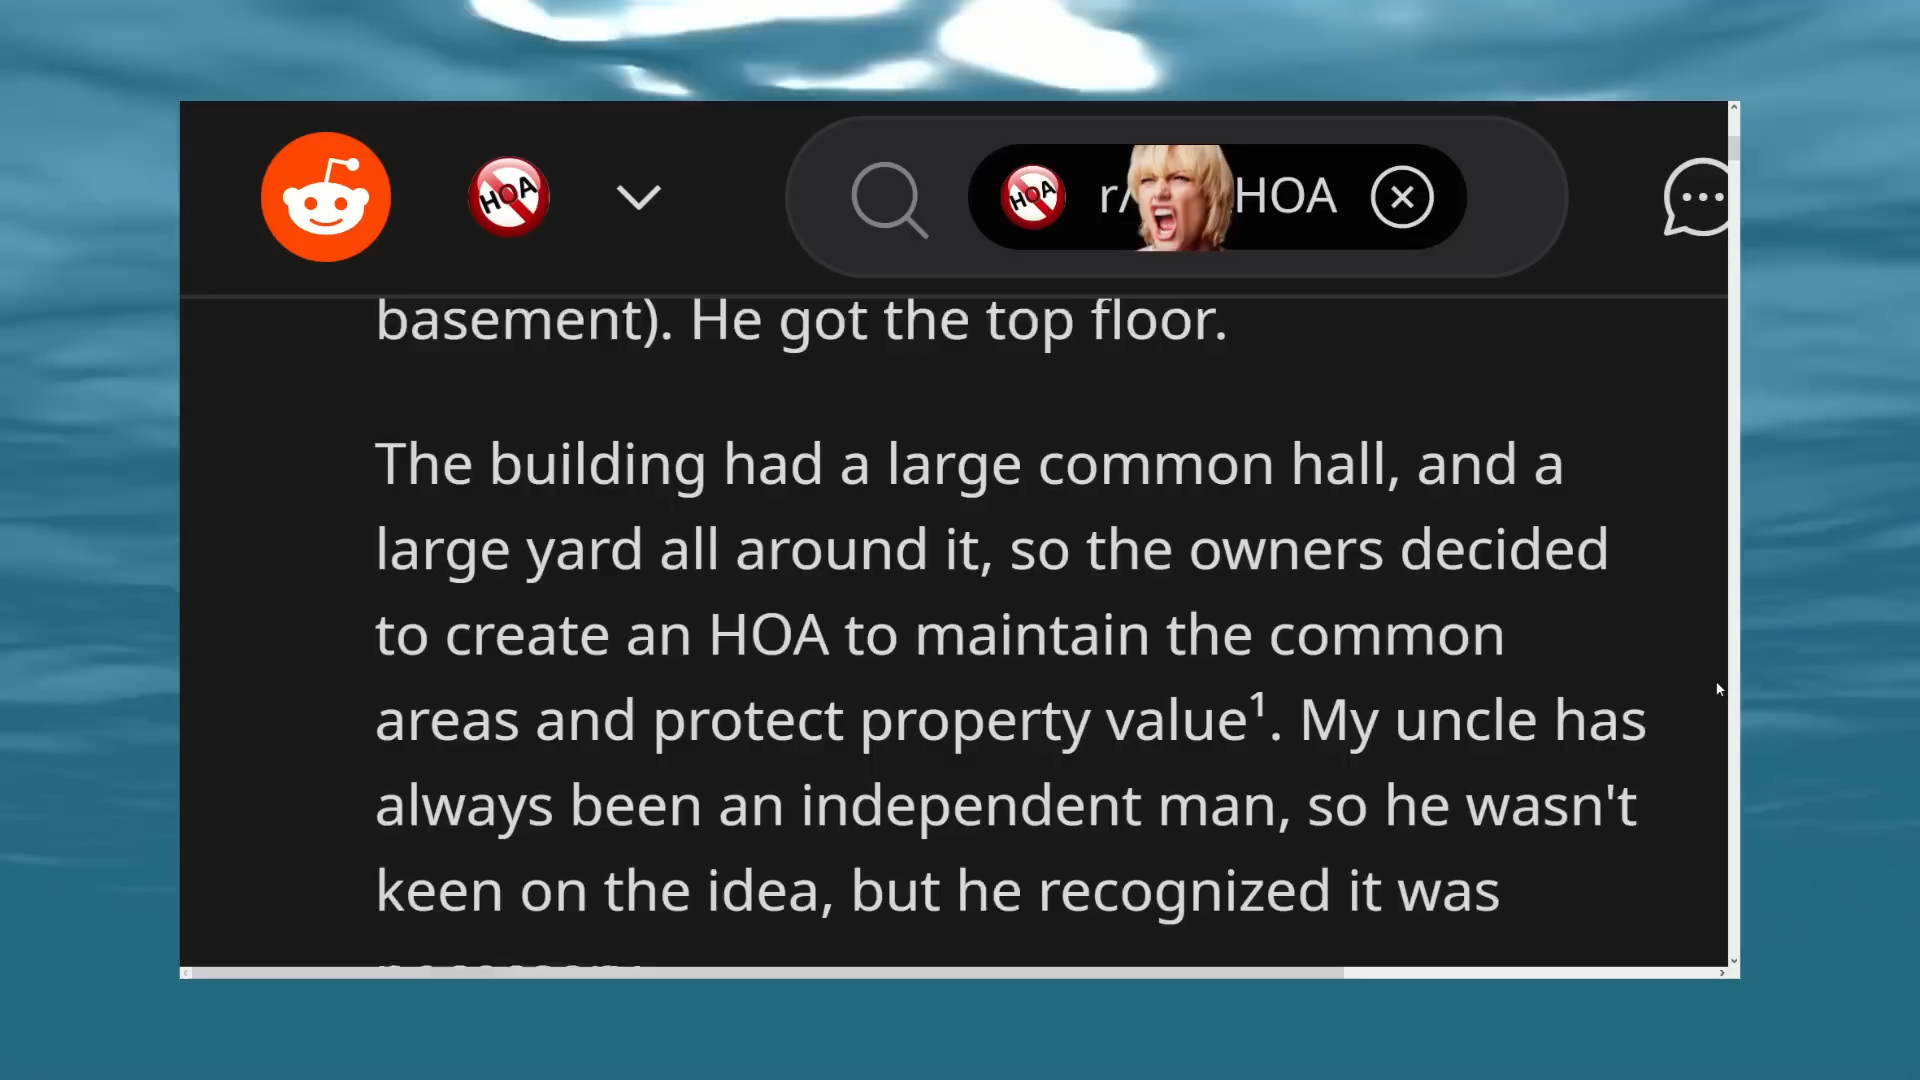 HOA
HOA r/ HOA
basement). He got the top floor.
The building had a large common hall, and a
large yard all around it, so the owners decided
to create an HOA to maintain the common
areas and protect property value¹. My uncle has
always been an independent man, so he wasn't
keen on the idea, but he recognized it was